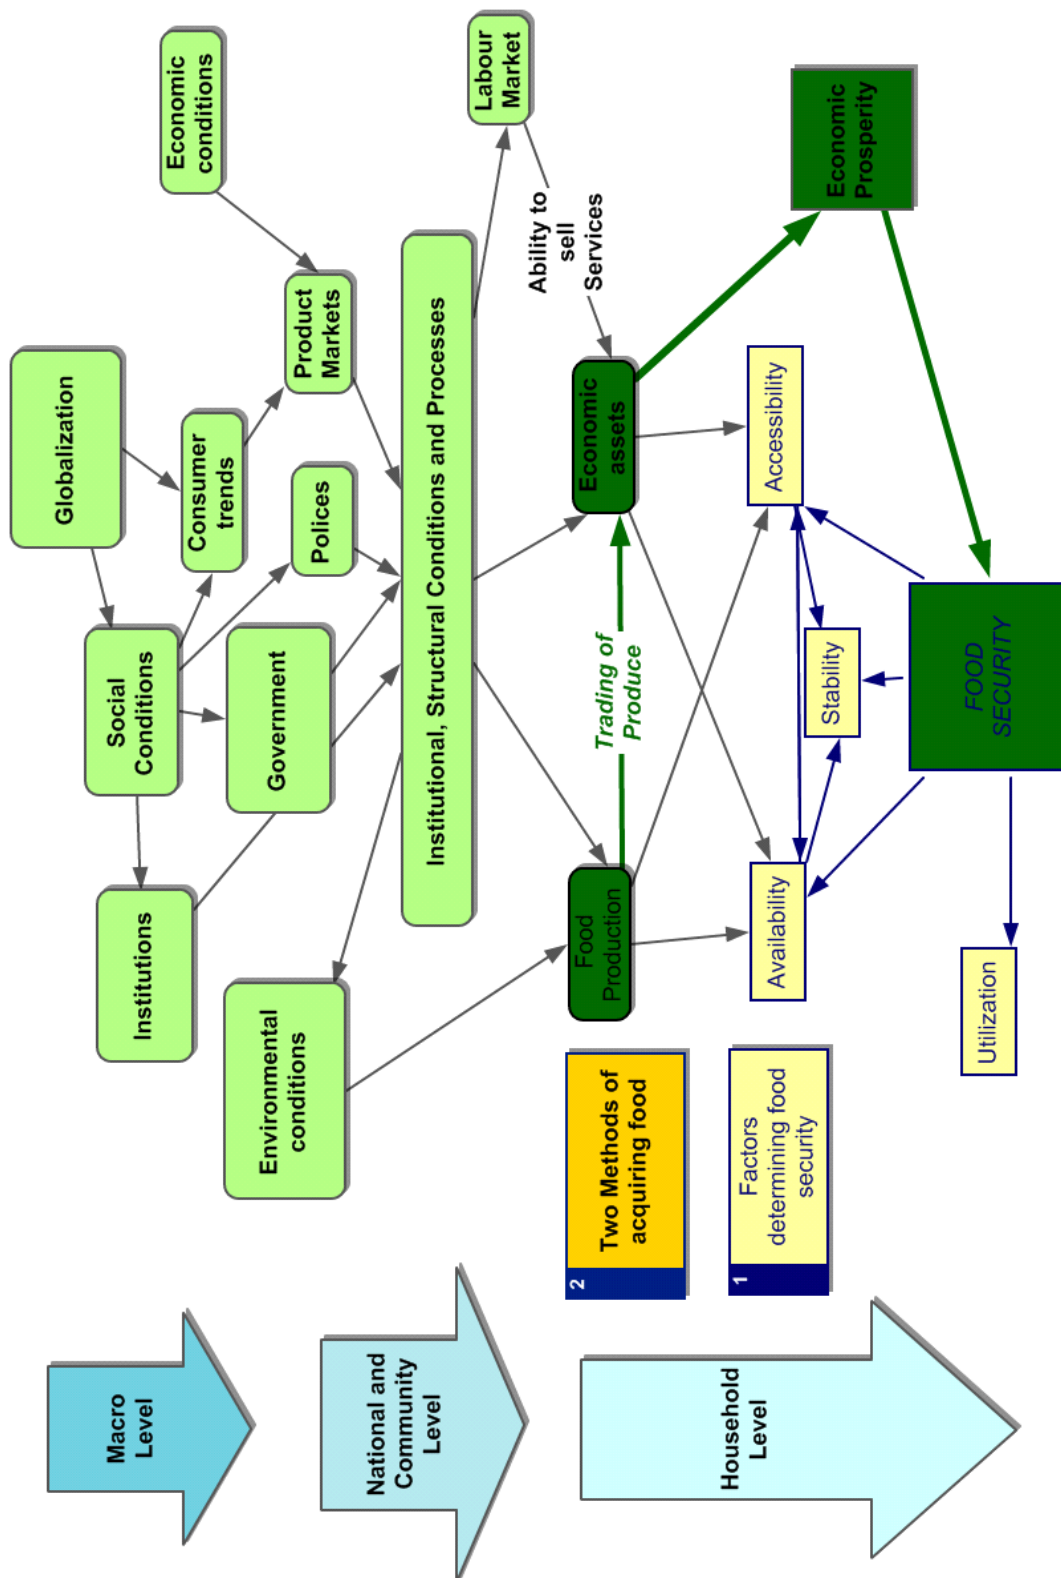 Macro
Level
National and
Community
Level
Household
Level
Globalization
Social
Conditions
Institutions
Consumer
trends
Economic
conditions
Government
Polices
Product
Markets
Environmental
conditions
Institutional, Structural Conditions and Processes
Labour
Market
Ability to
sell
Services
2
Two Methods of
acquiring food
Food
Production
Trading of
Produce
Economic
assets
1
Factors
determining food
security
Availability
Accessibility
Stability
Economic
Prosperity
Utilization
FOOD
SECURITY